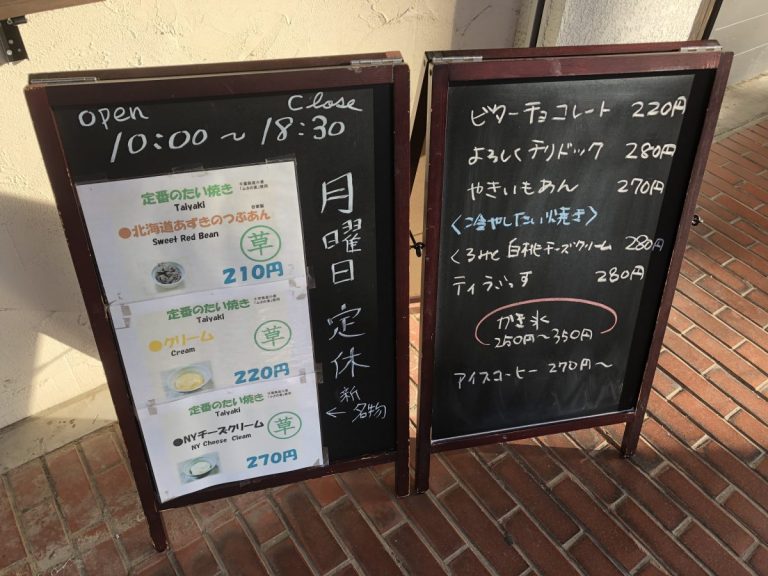 open Close
10:00～18:30
定番のたい焼き
Taiyaki
●北海道あずきのつぶあん
Sweet Red Bean
草
210円
定番のたい焼き
Taiyaki
●クリーム
Cream
草
220円
定番のたい焼き
Taiyaki
●NYチーズクリーム
NY Choose Cleam
草
270円
月曜日定休
新名物
←
ビターチョコレート 220円
よろしくテリドック 280円
やきいもあん 270円
〈冷やしたい焼き〉
くるみと白桃チーズクリーム 280円
ティらぶっす 280円
かき氷
250円～350円
アイスコーヒー 270円～